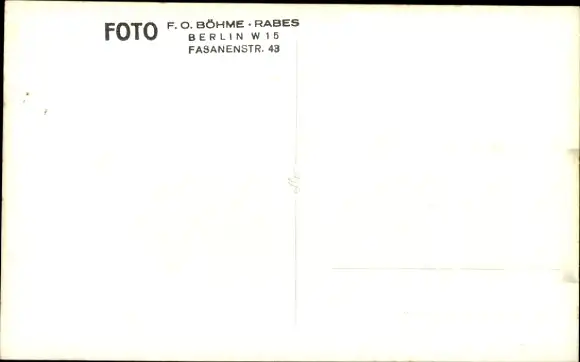 FOTO F. O. BÖHME · RABES
BERLIN W 15
FASANENSTR. 43